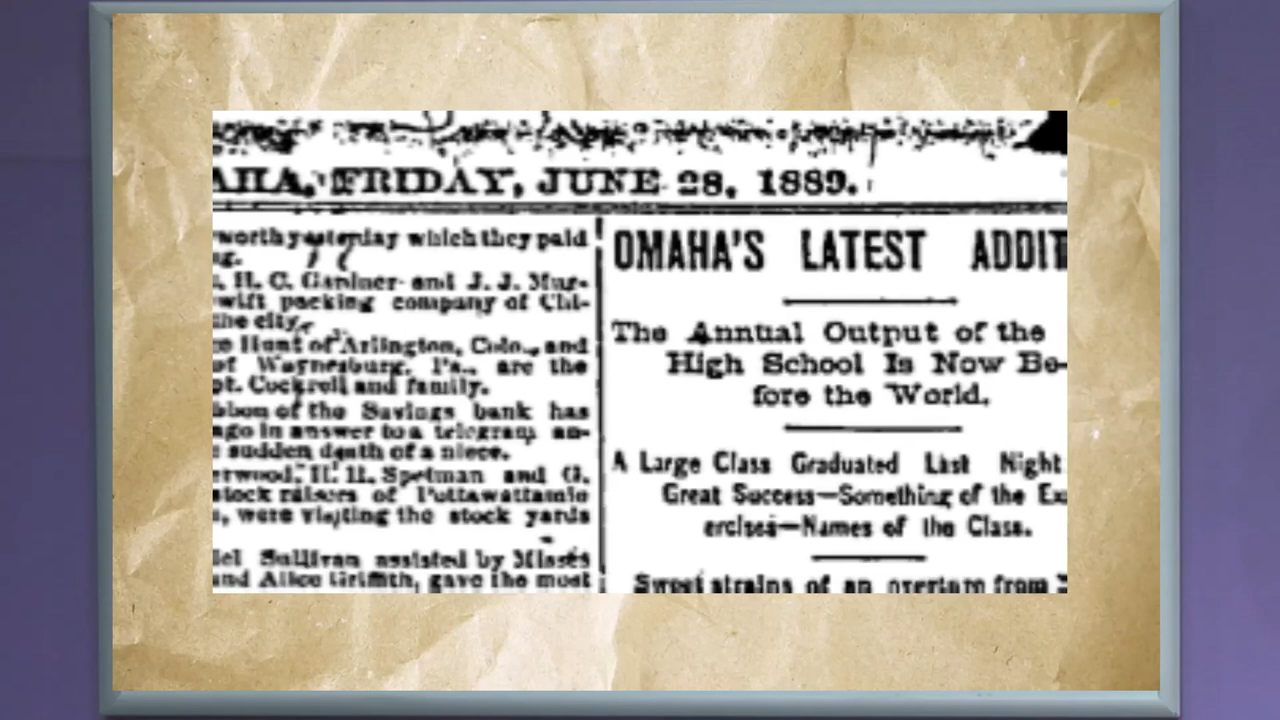 AHA, FRIDAY, JUNE 28, 1889.
worth yesterday which they paid
H. C. Gardner and J. J. Mur-
wift packing company of Chi-
the city.
Hunt of Arlington, Colo., and
of Waynesburg, Pa., are the
pt. Cockrell and family.
bbon of the Savings bank has
ago in answer to a telegram an-
sudden death of a niece.
erwood, H. H. Spetman and G.
stock raisers of Pottawattamie
, were visiting the stock yards
iel Sullivan assisted by Misses
and Alice Griffith, gave the most
OMAHA'S LATEST ADDIT
The Annual Output of the
High School Is Now Be-
fore the World.
A Large Class Graduated Last Night
Great Success—Something of the Ex
ercises—Names of the Class.
Sweet strains of an overture from